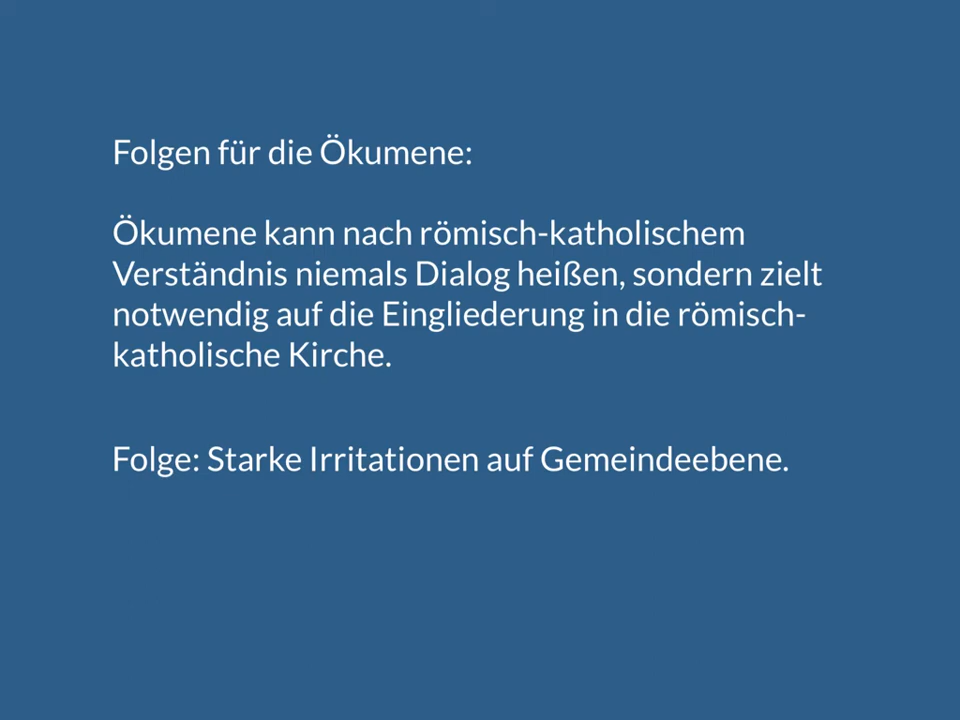 Folgen für die Ökumene:
Ökumene kann nach römisch-katholischem
Verständnis niemals Dialog heißen, sondern zielt
notwendig auf die Eingliederung in die römisch-
katholische Kirche.
Folge: Starke Irritationen auf Gemeindeebene.